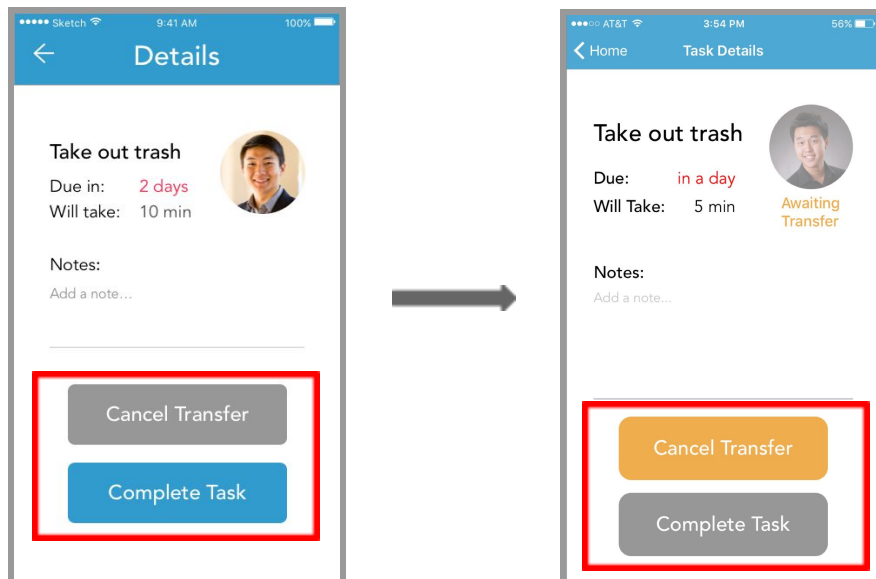 Sketch 9:41 AM 100%
Details
Take out trash
Due in: 2 days
Will take: 10 min
Notes:
Add a note...
Cancel Transfer
Complete Task
AT&T 3:54 PM 56%
Home Task Details
Take out trash
Due: in a day
Will Take: 5 min
Awaiting
Transfer
Notes:
Add a note...
Cancel Transfer
Complete Task